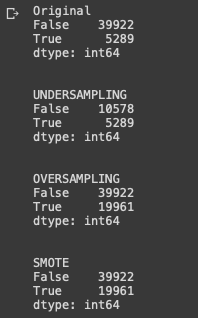 Original
False    39922
True      5289
dtype: int64
UNDERSAMPLING
False    10578
True      5289
dtype: int64
OVERSAMPLING
False    39922
True     19961
dtype: int64
SMOTE
False    39922
True     19961
dtype: int64